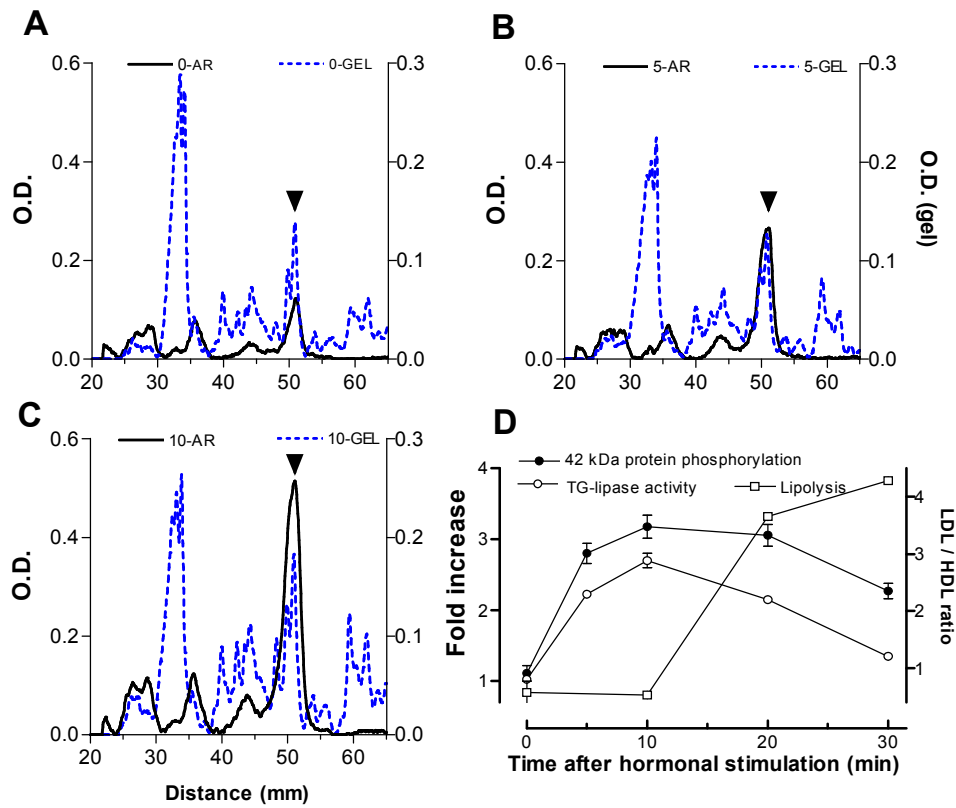 A
0-AR 0-GEL
0.6 0.3
0.4 0.2
0.2 0.1
0.0 0.0
20 30 40 50 60
O.D.
B
5-AR 5-GEL
0.6 0.3
0.4 0.2
0.2 0.1
0.0 0.0
20 30 40 50 60
O.D.
O.D. (gel)
C
10-AR 10-GEL
0.6 0.3
0.4 0.2
0.2 0.1
0.0 0.0
20 30 40 50 60
O.D.
Distance (mm)
D
42 kDa protein phosphorylation
TG-lipase activity Lipolysis
4
3
2
1
Fold increase
4
3
2
1
LDL / HDL ratio
0 10 20 30
Time after hormonal stimulation (min)